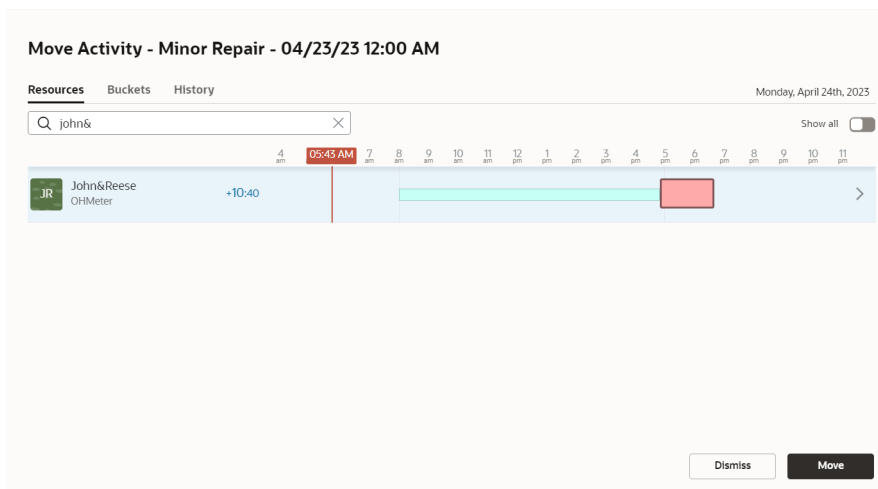 Move Activity - Minor Repair - 04/23/23 12:00 AM
Resources Buckets History
Monday, April 24th, 2023
john&
Show all
4 am 05:43 AM 7 am 8 am 9 am 10 am 11 am 12 pm 1 pm 2 pm 3 pm 4 pm 5 pm 6 pm 7 pm 8 pm 9 pm 10 pm 11 pm
JR John&Reese
OHMeter
+10:40
Dismiss Move